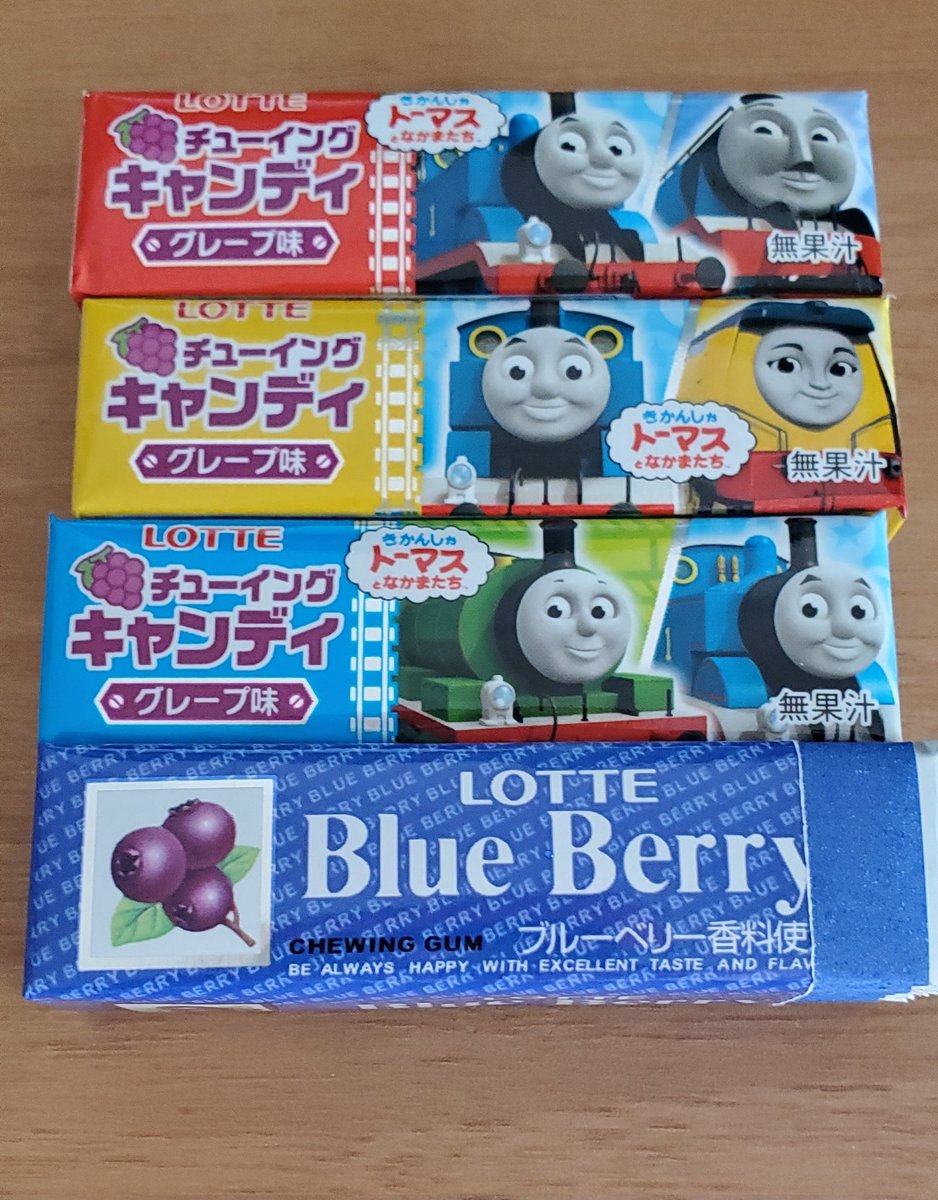 LOTTE
チューイング
キャンディ
グレープ味
きかんしゃ
トーマス
となかまたち
無果汁
LOTTE
チューイング
キャンディ
グレープ味
きかんしゃ
トーマス
となかまたち
無果汁
LOTTE
チューイング
キャンディ
グレープ味
きかんしゃ
トーマス
となかまたち
無果汁
BLUE BERRY BLUE BERRY BLUE BERRY
LOTTE
Blue Berry
CHEWING GUM ブルーベリー香料使
BE ALWAYS HAPPY WITH EXCELLENT TASTE AND FLAV